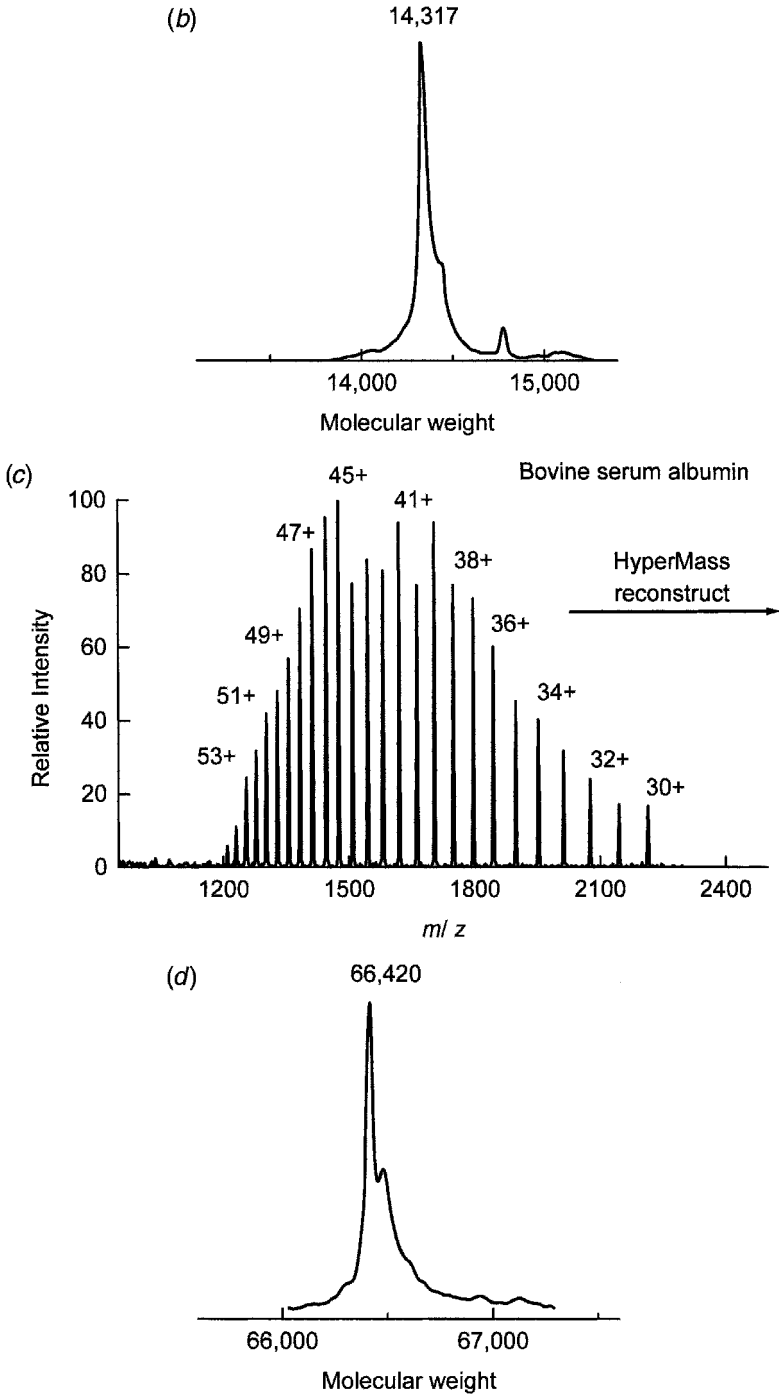 (b)
14,317
14,000 15,000
Molecular weight
(c)
Bovine serum albumin
HyperMass
reconstruct
Relative Intensity
100
80
60
40
20
0
53+
51+
49+
47+
45+
41+
38+
36+
34+
32+
30+
1200 1500 1800 2100 2400
m/ z
(d)
66,420
66,000 67,000
Molecular weight